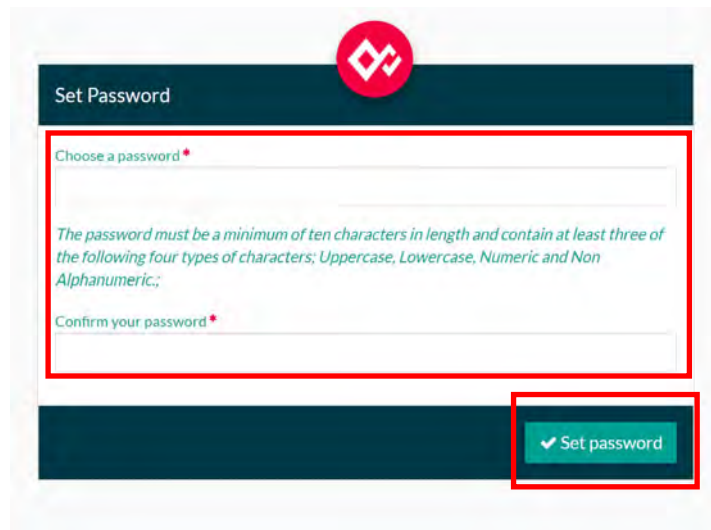 Set Password
Choose a password *
The password must be a minimum of ten characters in length and contain at least three of
the following four types of characters; Uppercase, Lowercase, Numeric and Non
Alphanumeric.;
Confirm your password *
✔ Set password